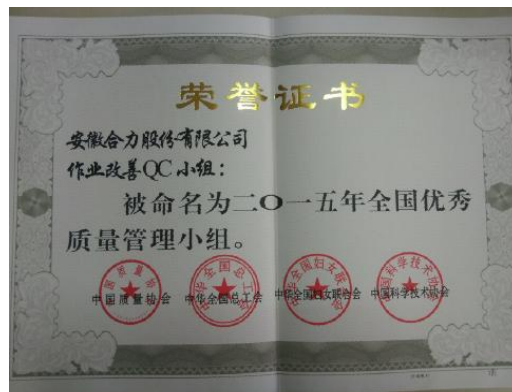 荣誉证书
安徽合力股份有限公司
作业改善QC小组：
被命名为二〇一五年全国优秀
质量管理小组。
中国质量协会 中华全国总工会 中华全国妇女联合会 中国科学技术协会